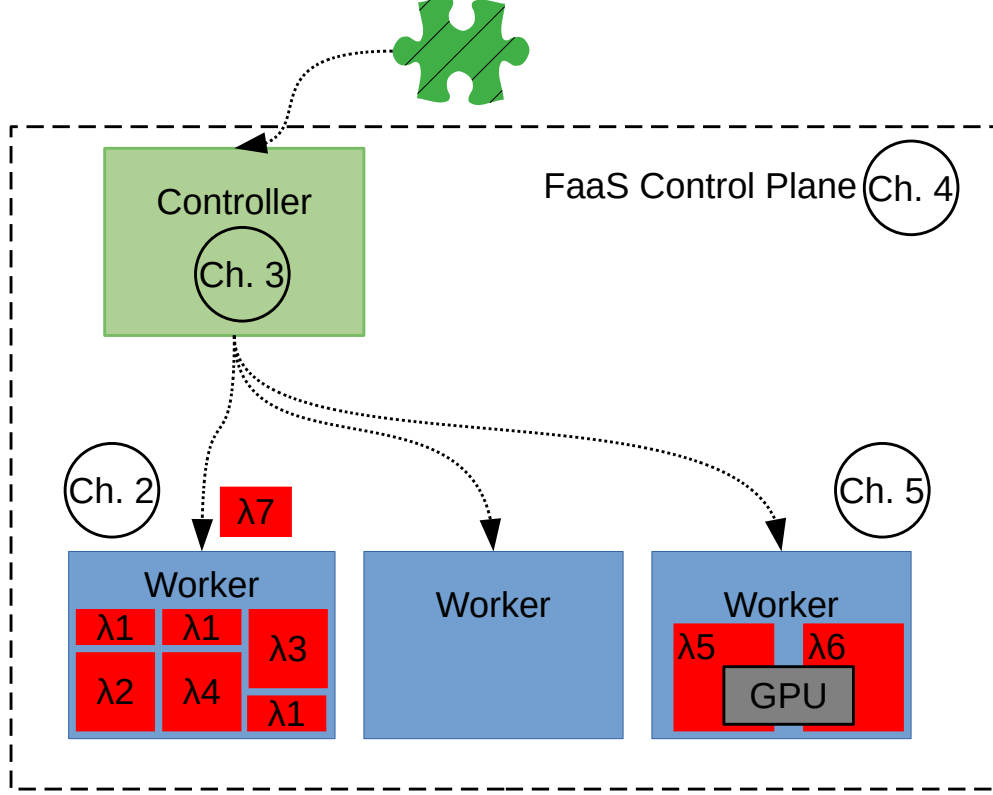 FaaS Control Plane
Ch. 4
Controller
Ch. 3
Ch. 2
λ7
Ch. 5
Worker
λ1
λ1
λ3
λ2
λ4
λ1
Worker
Worker
λ5
λ6
GPU